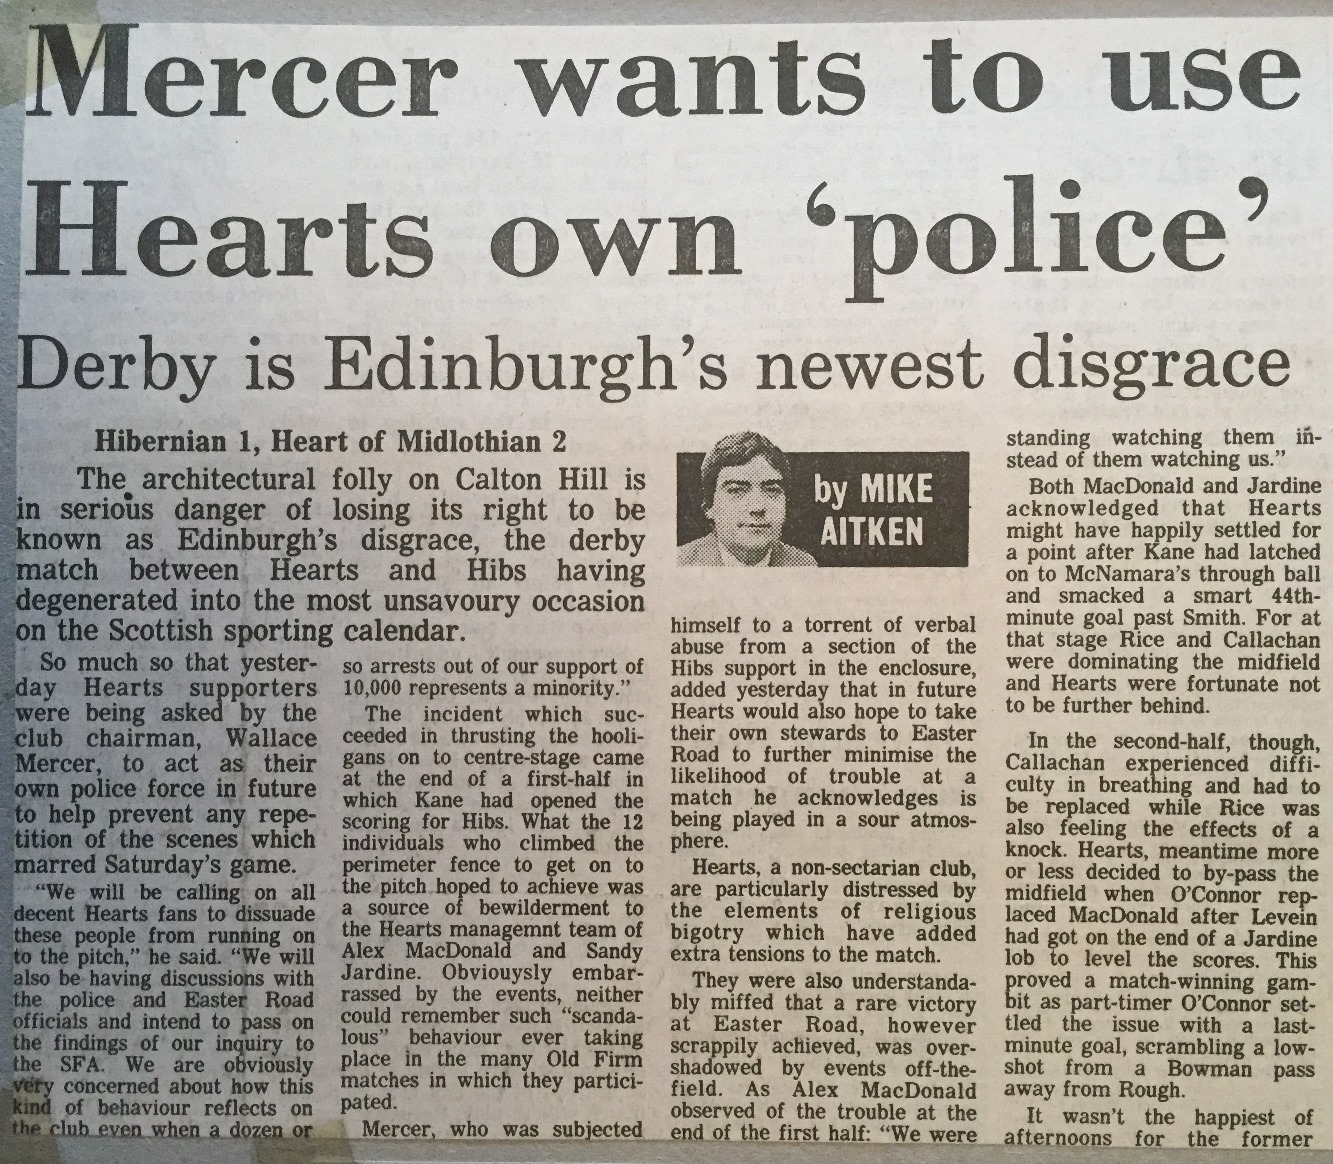 Mercer wants to use
Hearts own ‘police’
Derby is Edinburgh’s newest disgrace
Hibernian 1, Heart of Midlothian 2
The architectural folly on Calton Hill is
in serious danger of losing its right to be
known as Edinburgh’s disgrace, the derby
match between Hearts and Hibs having
degenerated into the most unsavoury occasion
on the Scottish sporting calendar.
So much so that yester-
day Hearts supporters
were being asked by the
club chairman, Wallace
Mercer, to act as their
own police force in future
to help prevent any repe-
tition of the scenes which
marred Saturday’s game.
“We will be calling on all
decent Hearts fans to dissuade
these people from running on
to the pitch,” he said. “We will
also be having discussions with
the police and Easter Road
officials and intend to pass on
the findings of our inquiry to
the SFA. We are obviously
very concerned about how this
kind of behaviour reflects on
the club even when a dozen or
so arrests out of our support of
10,000 represents a minority.”
The incident which suc-
ceeded in thrusting the hooli-
gans on to centre-stage came
at the end of a first-half in
which Kane had opened the
scoring for Hibs. What the 12
individuals who climbed the
perimeter fence to get on to
the pitch hoped to achieve was
a source of bewilderment to
the Hearts managemnt team of
Alex MacDonald and Sandy
Jardine. Obviouysly embar-
rassed by the events, neither
could remember such “scanda-
lous” behaviour ever taking
place in the many Old Firm
matches in which they partici-
pated.
Mercer, who was subjected
by MIKE
AITKEN
himself to a torrent of verbal
abuse from a section of the
Hibs support in the enclosure,
added yesterday that in future
Hearts would also hope to take
their own stewards to Easter
Road to further minimise the
likelihood of trouble at a
match he acknowledges is
being played in a sour atmos-
phere.
Hearts, a non-sectarian club,
are particularly distressed by
the elements of religious
bigotry which have added
extra tensions to the match.
They were also understanda-
bly miffed that a rare victory
at Easter Road, however
scrappily achieved, was over-
shadowed by events off-the-
field. As Alex MacDonald
observed of the trouble at the
end of the first half: “We were
standing watching them in-
stead of them watching us.”
Both MacDonald and Jardine
acknowledged that Hearts
might have happily settled for
a point after Kane had latched
on to McNamara’s through ball
and smacked a smart 44th-
minute goal past Smith. For at
that stage Rice and Callachan
were dominating the midfield
and Hearts were fortunate not
to be further behind.
In the second-half, though,
Callachan experienced diffi-
culty in breathing and had to
be replaced while Rice was
also feeling the effects of a
knock. Hearts, meantime more
or less decided to by-pass the
midfield when O’Connor rep-
laced MacDonald after Levein
had got on the end of a Jardine
lob to level the scores. This
proved a match-winning gam-
bit as part-timer O’Connor set-
tled the issue with a last-
minute goal, scrambling a low-
shot from a Bowman pass
away from Rough.
It wasn’t the happiest of
afternoons for the former